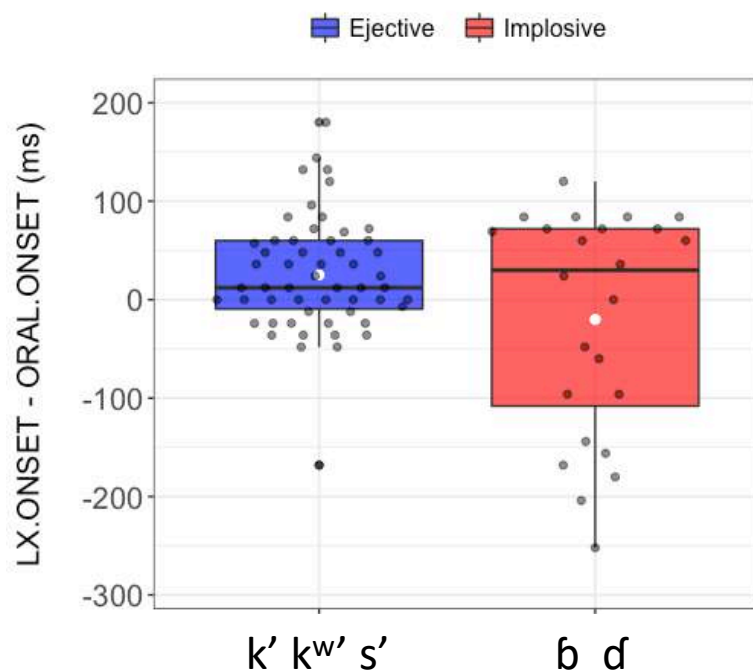 Ejective Implosive
LX.ONSET - ORAL.ONSET (ms)
200
100
0
-100
-200
-300
k’ kʷ’ s’ ɓ ɗ